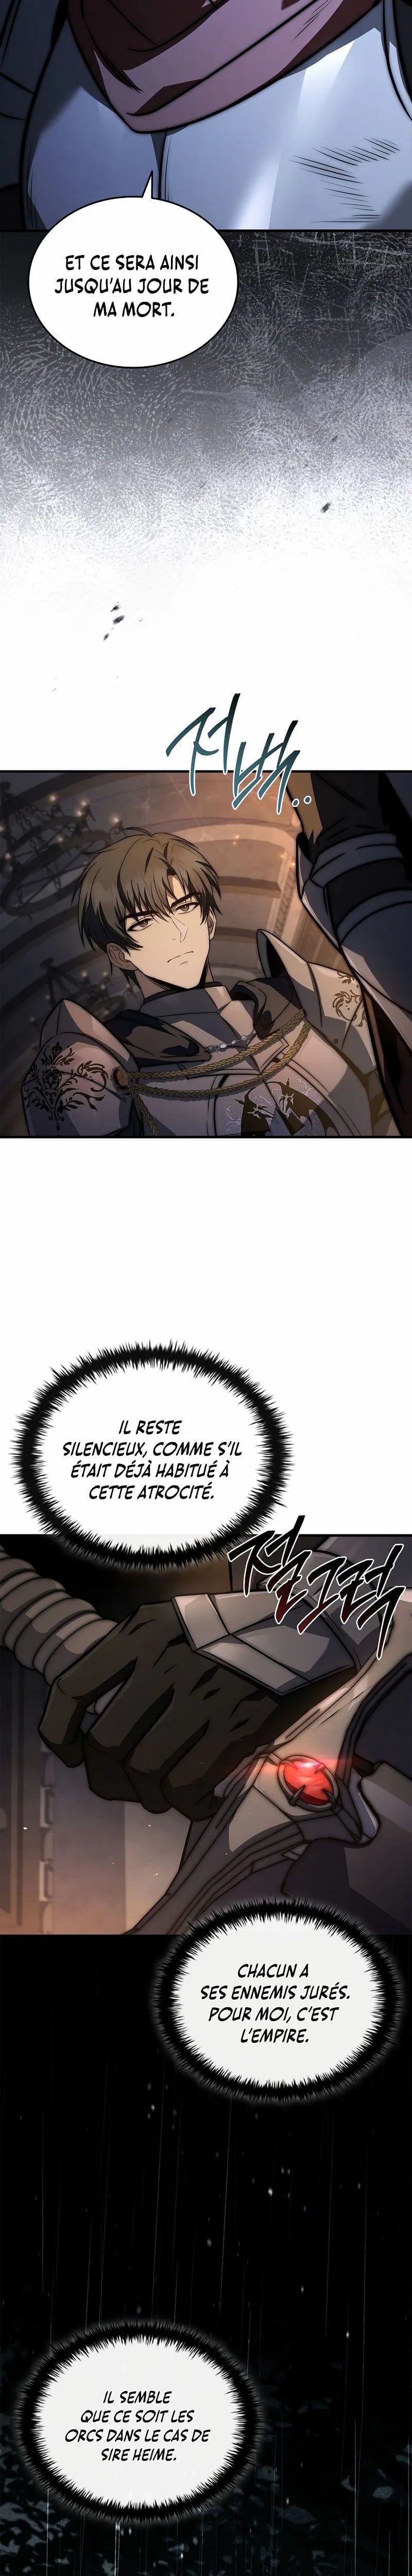 ET CE SERA AINSI
JUSQU'AU JOUR DE
MA MORT.
저벅..
IL RESTE
SILENCIEUX, COMME S'IL
ÉTAIT DÉJÀ HABITUÉ À
CETTE ATROCITÉ.
절그럭
CHACUN A
SES ENNEMIS JURÉS.
POUR MOI, C'EST
L'EMPIRE.
IL SEMBLE
QUE CE SOIT LES
ORCS DANS LE CAS DE
SIRE HEIME.